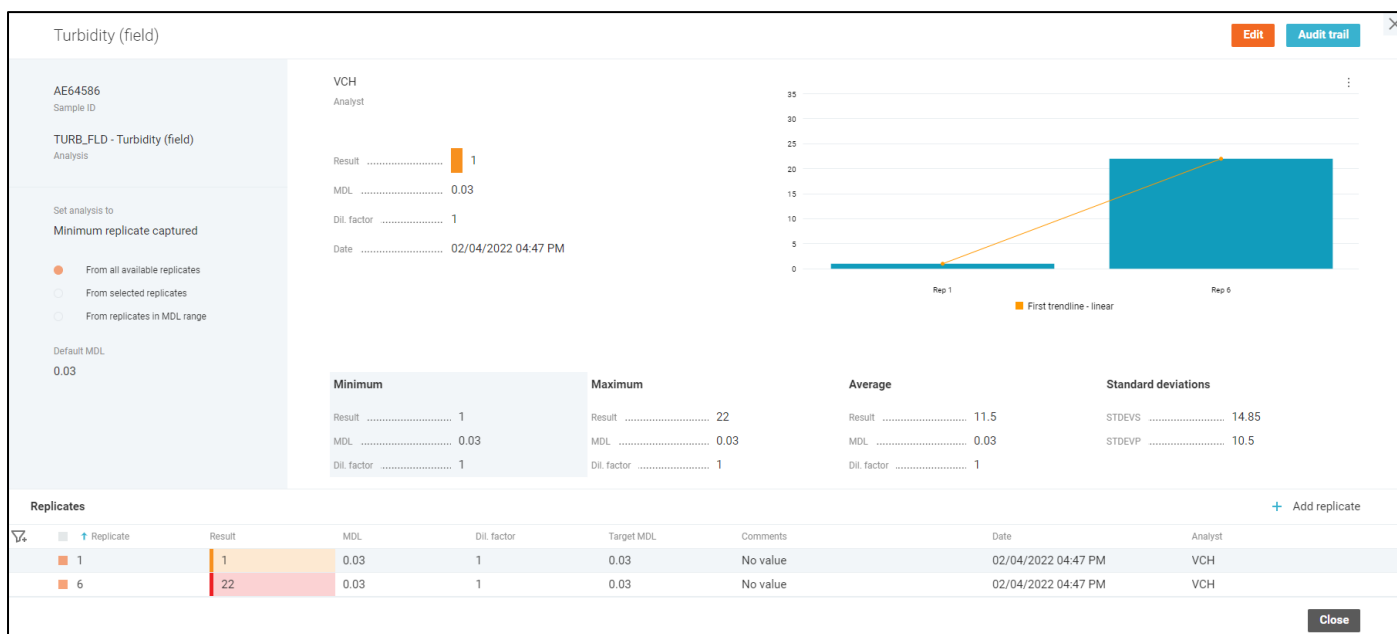 Turbidity (field)
Edit
Audit trail
AE64586
Sample ID
TURB_FLD - Turbidity (field)
Analysis
Set analysis to
Minimum replicate captured
From all available replicates
From selected replicates
From replicates in MDL range
Default MDL
0.03
VCH
Analyst
Result 1
MDL 0.03
Dil. factor 1
Date 02/04/2022 04:47 PM
35
30
25
20
15
10
5
0
Rep 1 Rep 6
First trendline - linear
Minimum
Result 1
MDL 0.03
Dil. factor 1
Maximum
Result 22
MDL 0.03
Dil. factor 1
Average
Result 11.5
MDL 0.03
Dil. factor 1
Standard deviations
STDEVS 14.85
STDEVP 10.5
Replicates
+ Add replicate
Replicate Result MDL Dil. factor Target MDL Comments Date Analyst
1 1 0.03 1 0.03 No value 02/04/2022 04:47 PM VCH
6 22 0.03 1 0.03 No value 02/04/2022 04:47 PM VCH
Close